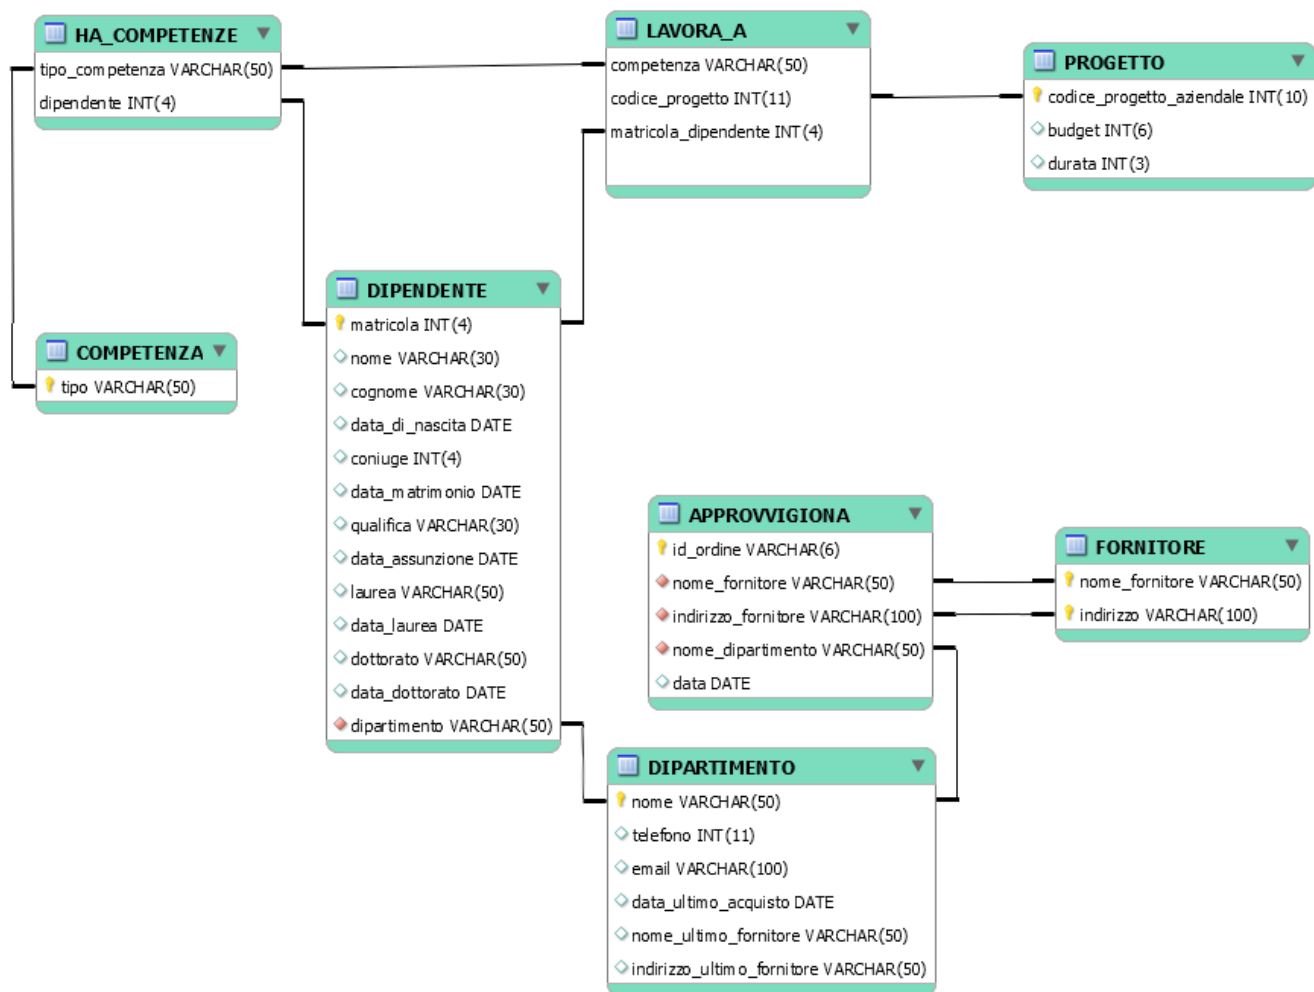 HA_COMPETENZE
tipo_competenza VARCHAR(50)
dipendente INT(4)
LAVORA_A
competenza VARCHAR(50)
codice_progetto INT(11)
matricola_dipendente INT(4)
PROGETTO
codice_progetto_aziendale INT(10)
budget INT(6)
durata INT(3)
COMPETENZA
tipo VARCHAR(50)
DIPENDENTE
matricola INT(4)
nome VARCHAR(30)
cognome VARCHAR(30)
data_di_nascita DATE
coniuge INT(4)
data_matrimonio DATE
qualifica VARCHAR(30)
data_assunzione DATE
laurea VARCHAR(50)
data_laurea DATE
dottorato VARCHAR(50)
data_dottorato DATE
dipartimento VARCHAR(50)
APPROVVIGIONA
id_ordine VARCHAR(6)
nome_fornitore VARCHAR(50)
indirizzo_fornitore VARCHAR(100)
nome_dipartimento VARCHAR(50)
data DATE
FORNITORE
nome_fornitore VARCHAR(50)
indirizzo VARCHAR(100)
DIPARTIMENTO
nome VARCHAR(50)
telefono INT(11)
email VARCHAR(100)
data_ultimo_acquisto DATE
nome_ultimo_fornitore VARCHAR(50)
indirizzo_ultimo_fornitore VARCHAR(50)